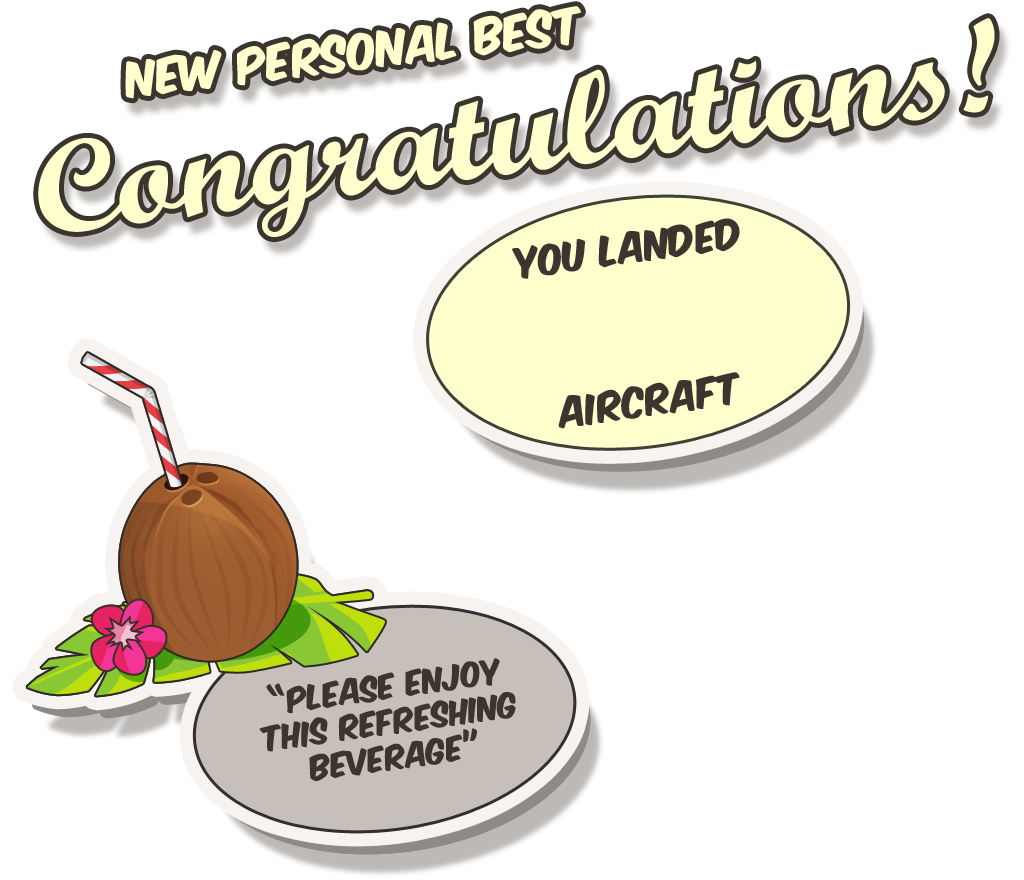 NEW PERSONAL BEST
Congratulations!
YOU LANDED
AIRCRAFT
"PLEASE ENJOY
THIS REFRESHING
BEVERAGE"